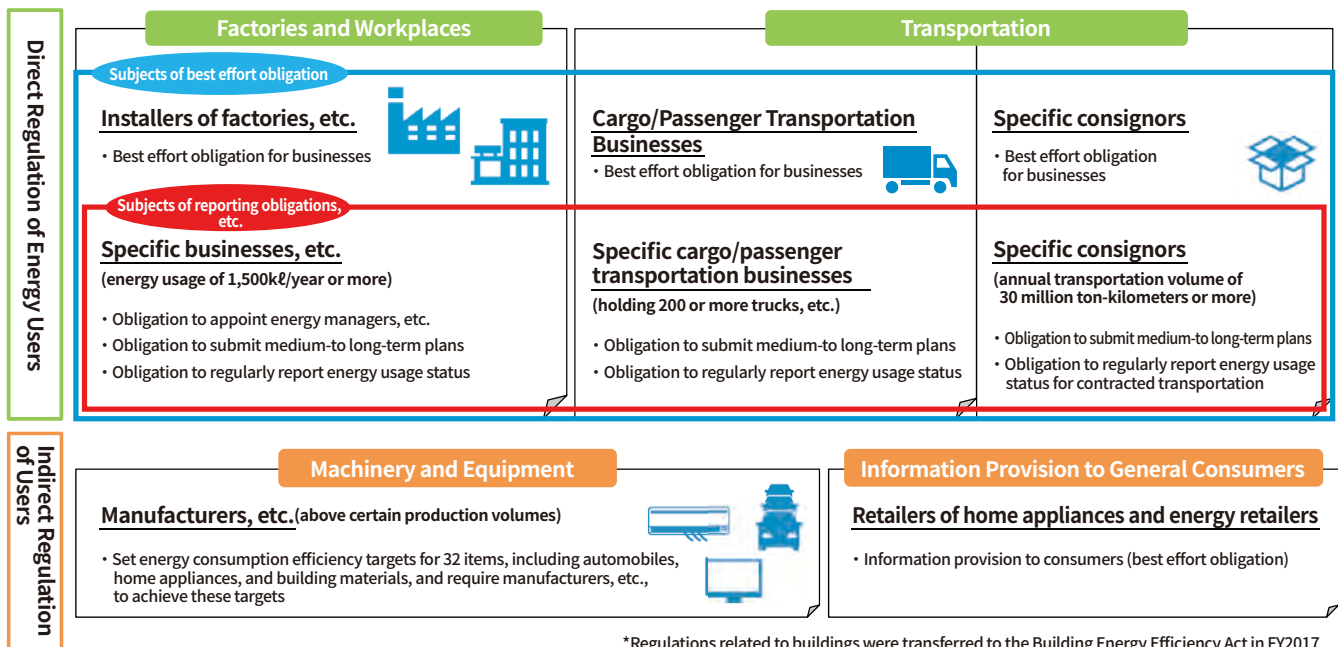 Direct Regulation of Energy Users
Factories and Workplaces
Transportation
Subjects of best effort obligation
Installers of factories, etc.
・Best effort obligation for businesses
Cargo/Passenger Transportation
Businesses
・Best effort obligation for businesses
Specific consignors
・Best effort obligation
for businesses
Subjects of reporting obligations,
etc.
Specific businesses, etc.
(energy usage of 1,500kℓ/year or more)
・Obligation to appoint energy managers, etc.
・Obligation to submit medium-to long-term plans
・Obligation to regularly report energy usage status
Specific cargo/passenger
transportation businesses
(holding 200 or more trucks, etc.)
・Obligation to submit medium-to long-term plans
・Obligation to regularly report energy usage status
Specific consignors
(annual transportation volume of
30 million ton-kilometers or more)
・Obligation to submit medium-to long-term plans
・Obligation to regularly report energy usage
status for contracted transportation
Indirect Regulation
of Users
Machinery and Equipment
Manufacturers, etc.(above certain production volumes)
・Set energy consumption efficiency targets for 32 items, including automobiles,
home appliances, and building materials, and require manufacturers, etc.,
to achieve these targets
Information Provision to General Consumers
Retailers of home appliances and energy retailers
・Information provision to consumers (best effort obligation)
*Regulations related to buildings were transferred to the Building Energy Efficiency Act in FY2017